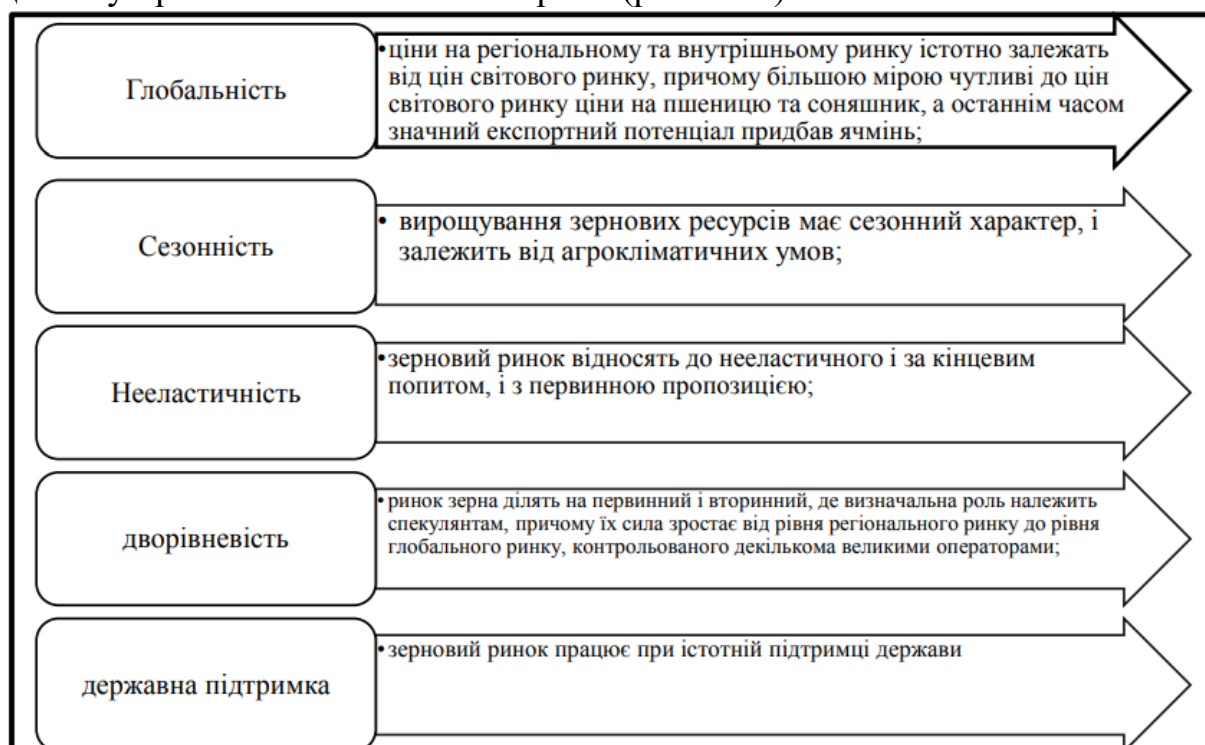 Глобальність
•ціни на регіональному та внутрішньому ринку істотно залежать
від цін світового ринку, причому більшою мірою чутливі до цін
світового ринку ціни на пшеницю та соняшник, а останнім часом
значний експортний потенціал придбав ячмінь;
Сезонність
• вирощування зернових ресурсів має сезонний характер, і
залежить від агрокліматичних умов;
Нееластичність
•зерновий ринок відносять до нееластичного і за кінцевим
попитом, і з первинною пропозицією;
дворівневість
•ринок зерна ділять на первинний і вторинний, де визначальна роль належить
спекулянтам, причому їх сила зростає від рівня регіонального ринку до рівня
глобального ринку, контрольованого декількома великими операторами;
державна підтримка
•зерновий ринок працює при істотній підтримці держави